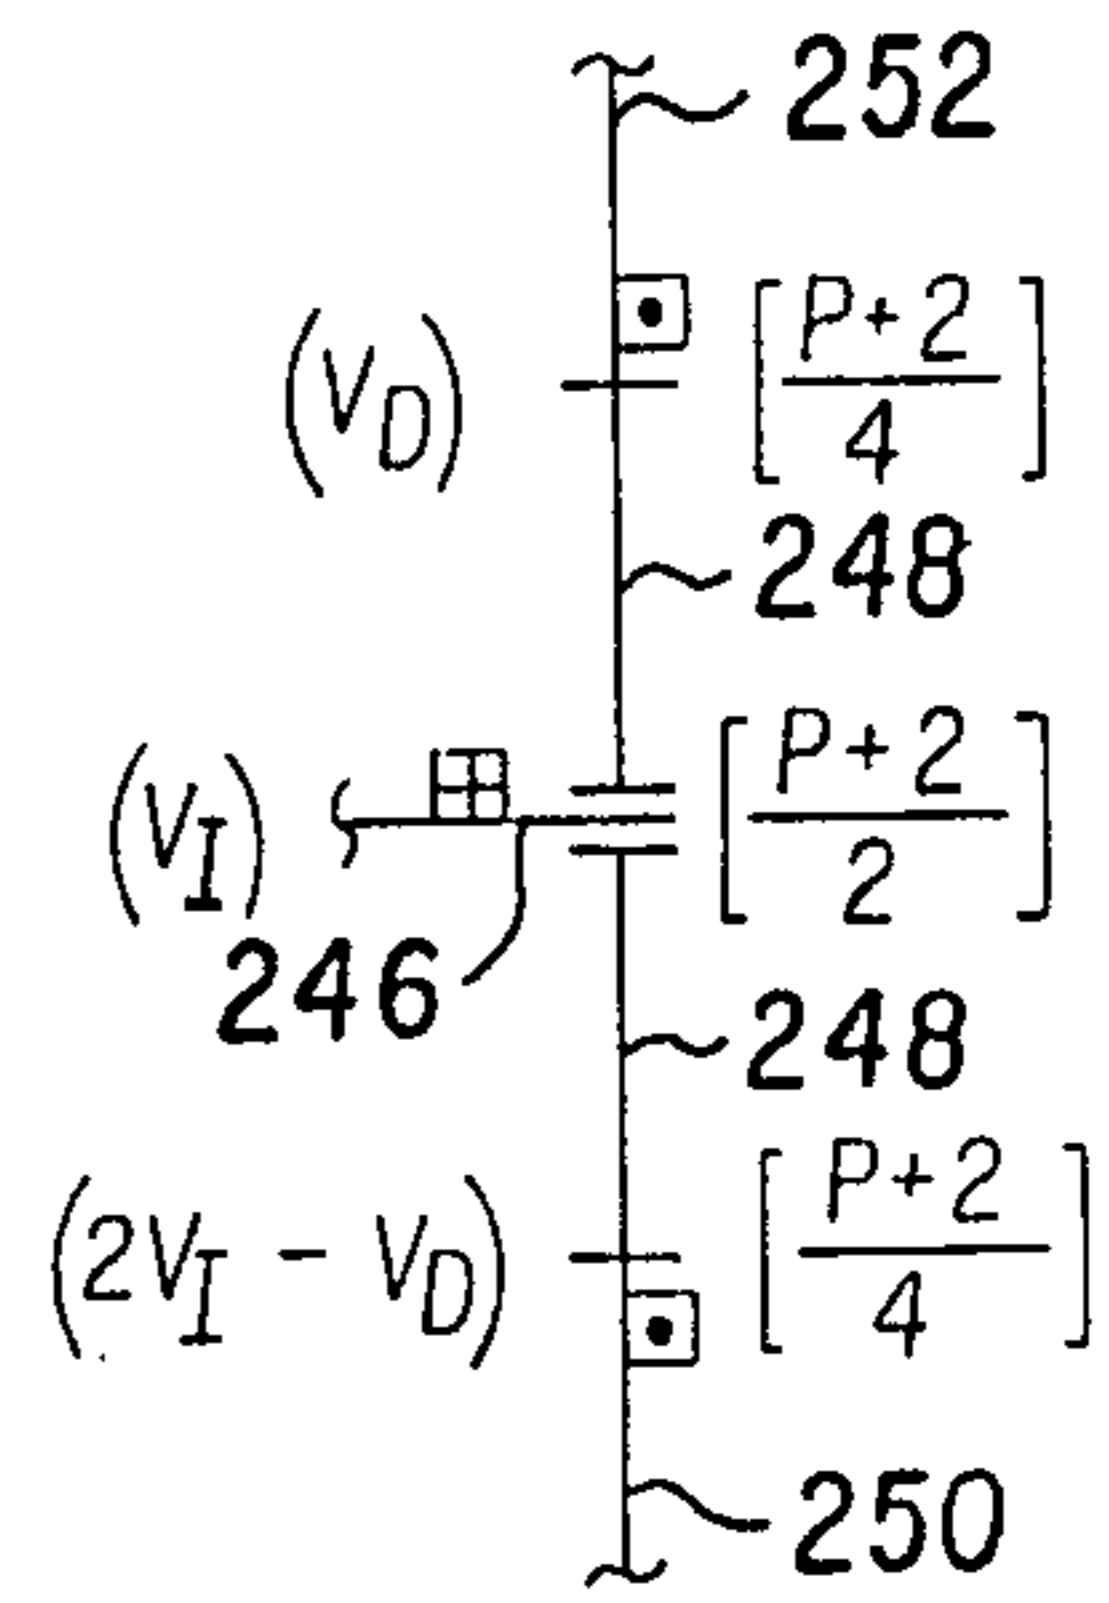 252
(V_D) [P+2/4]
248
(V_I) [P+2/2]
246
248
(2V_I - V_D) [P+2/4]
250